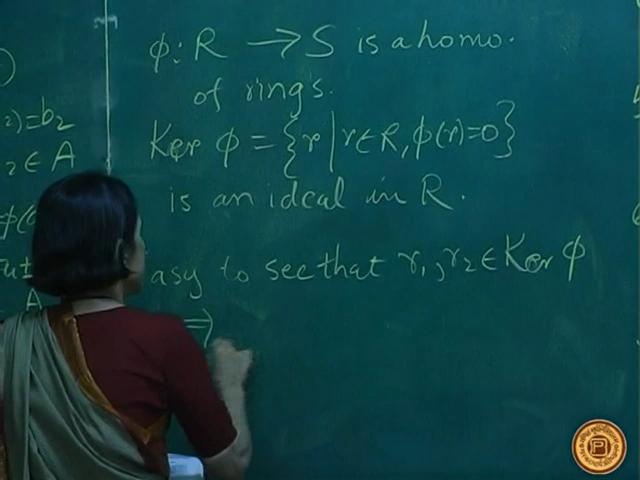 φ: R → S is a homo.
of rings.
Ker φ = {r | r ∈ R, φ(r) = 0}
is an ideal in R.
asy to see that r₁, r₂ ∈ Ker φ
⇒
2) = b₂
₂ ∈ A
φ(
A